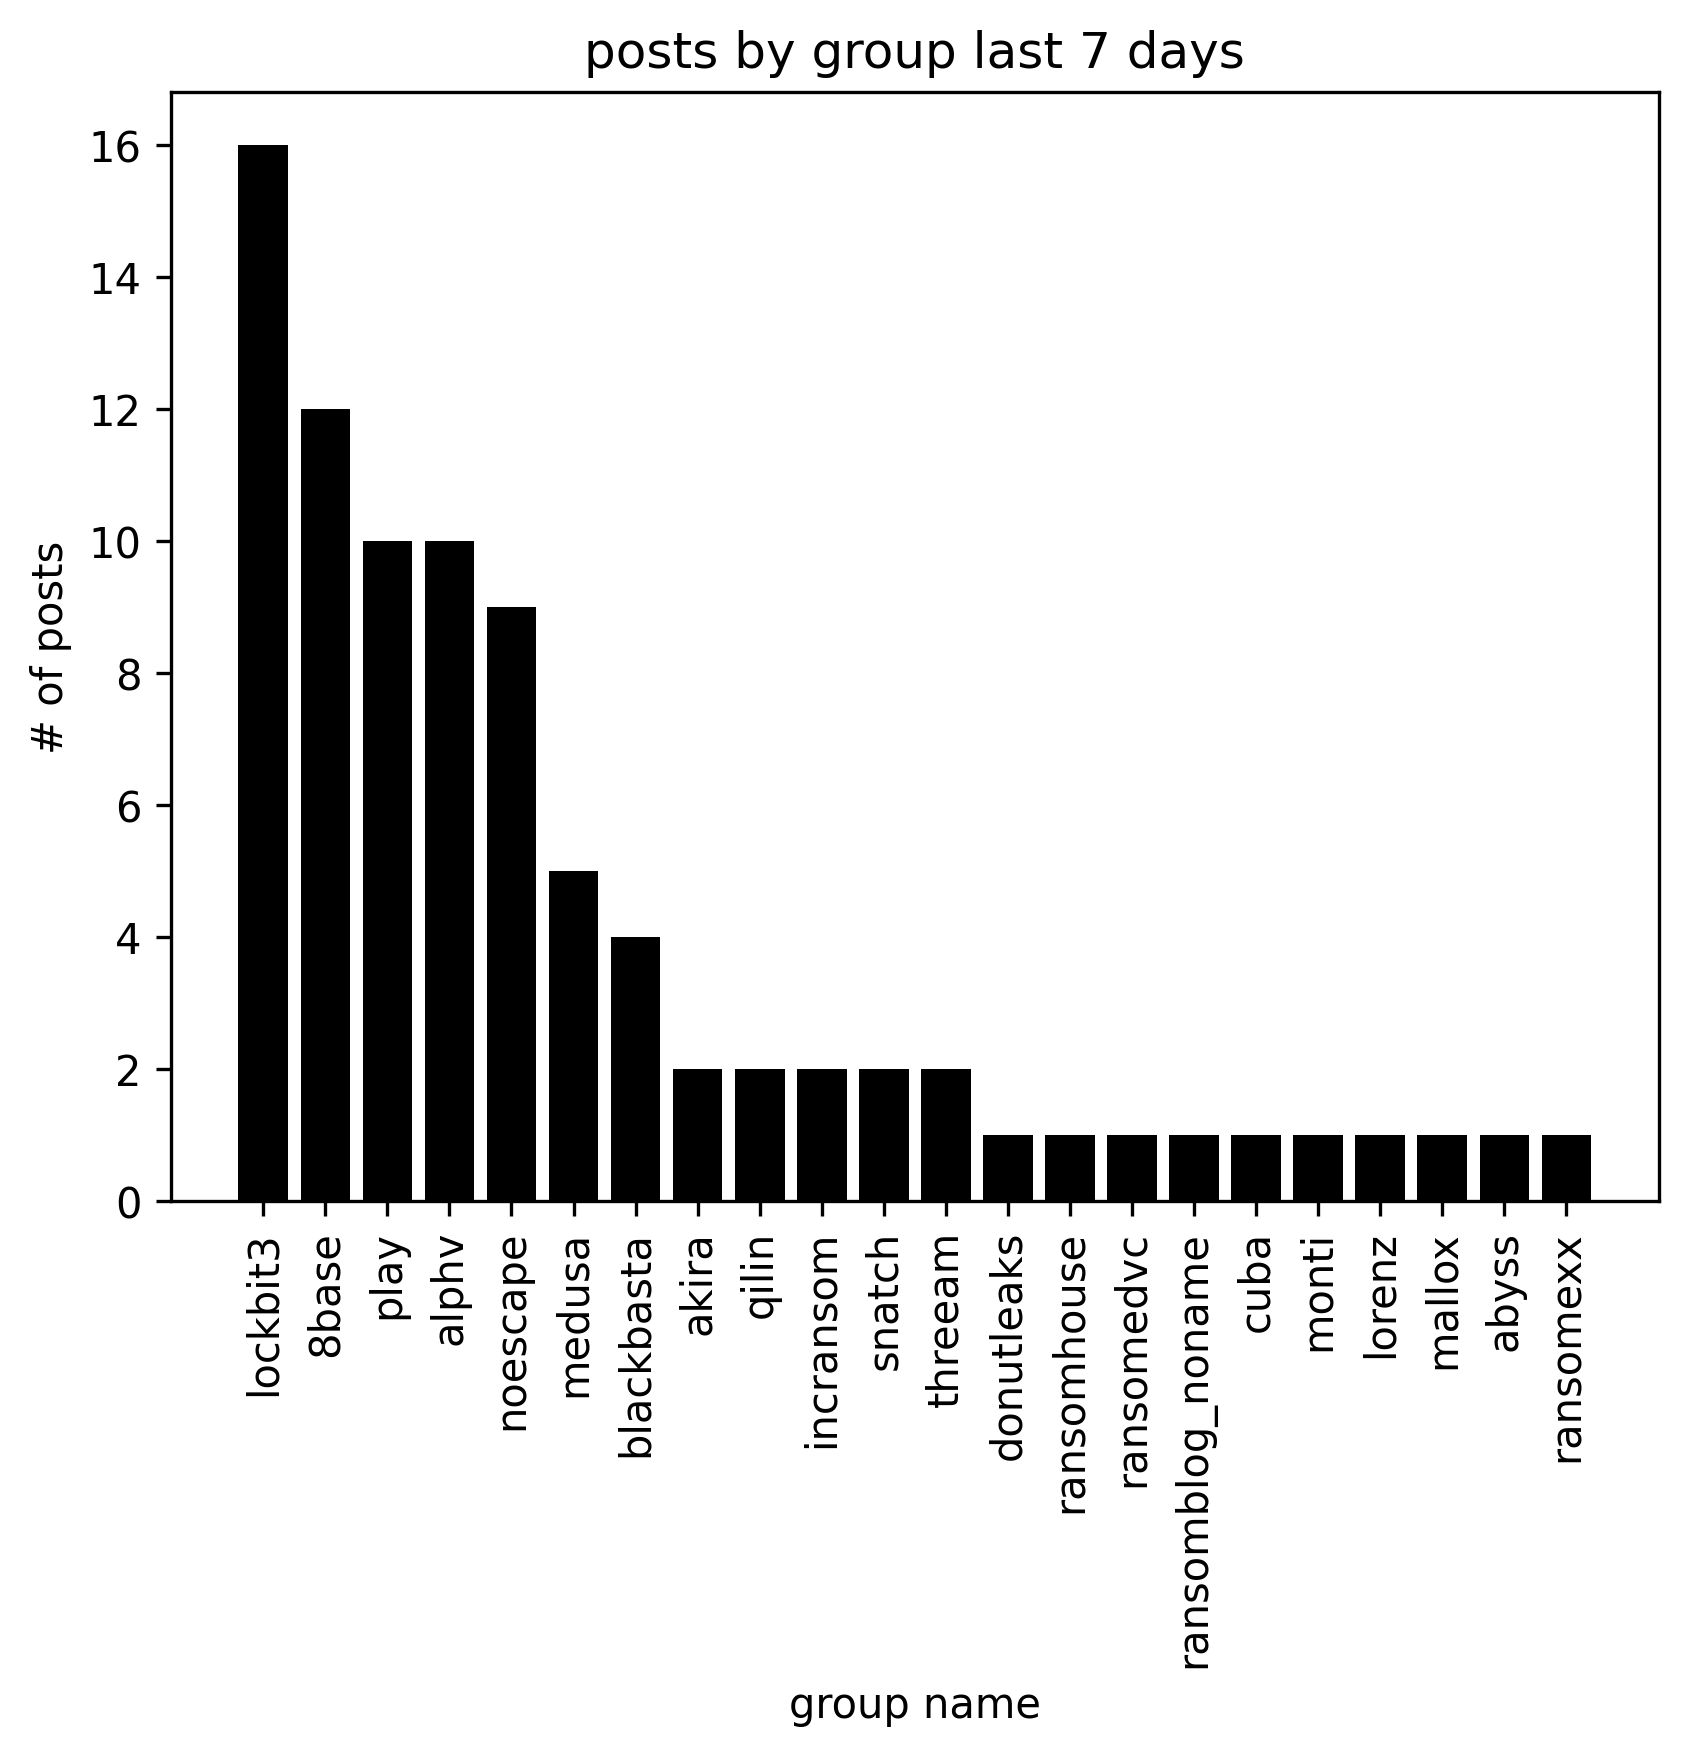 posts by group last 7 days
# of posts
16
14
12
10
8
6
4
2
0
lockbit3
8base
play
alphv
noescape
medusa
blackbasta
akira
qilin
incransom
snatch
threeam
donutleaks
ransomhouse
ransomedvc
ransomblog_noname
cuba
monti
lorenz
mallox
abyss
ransomexx
group name